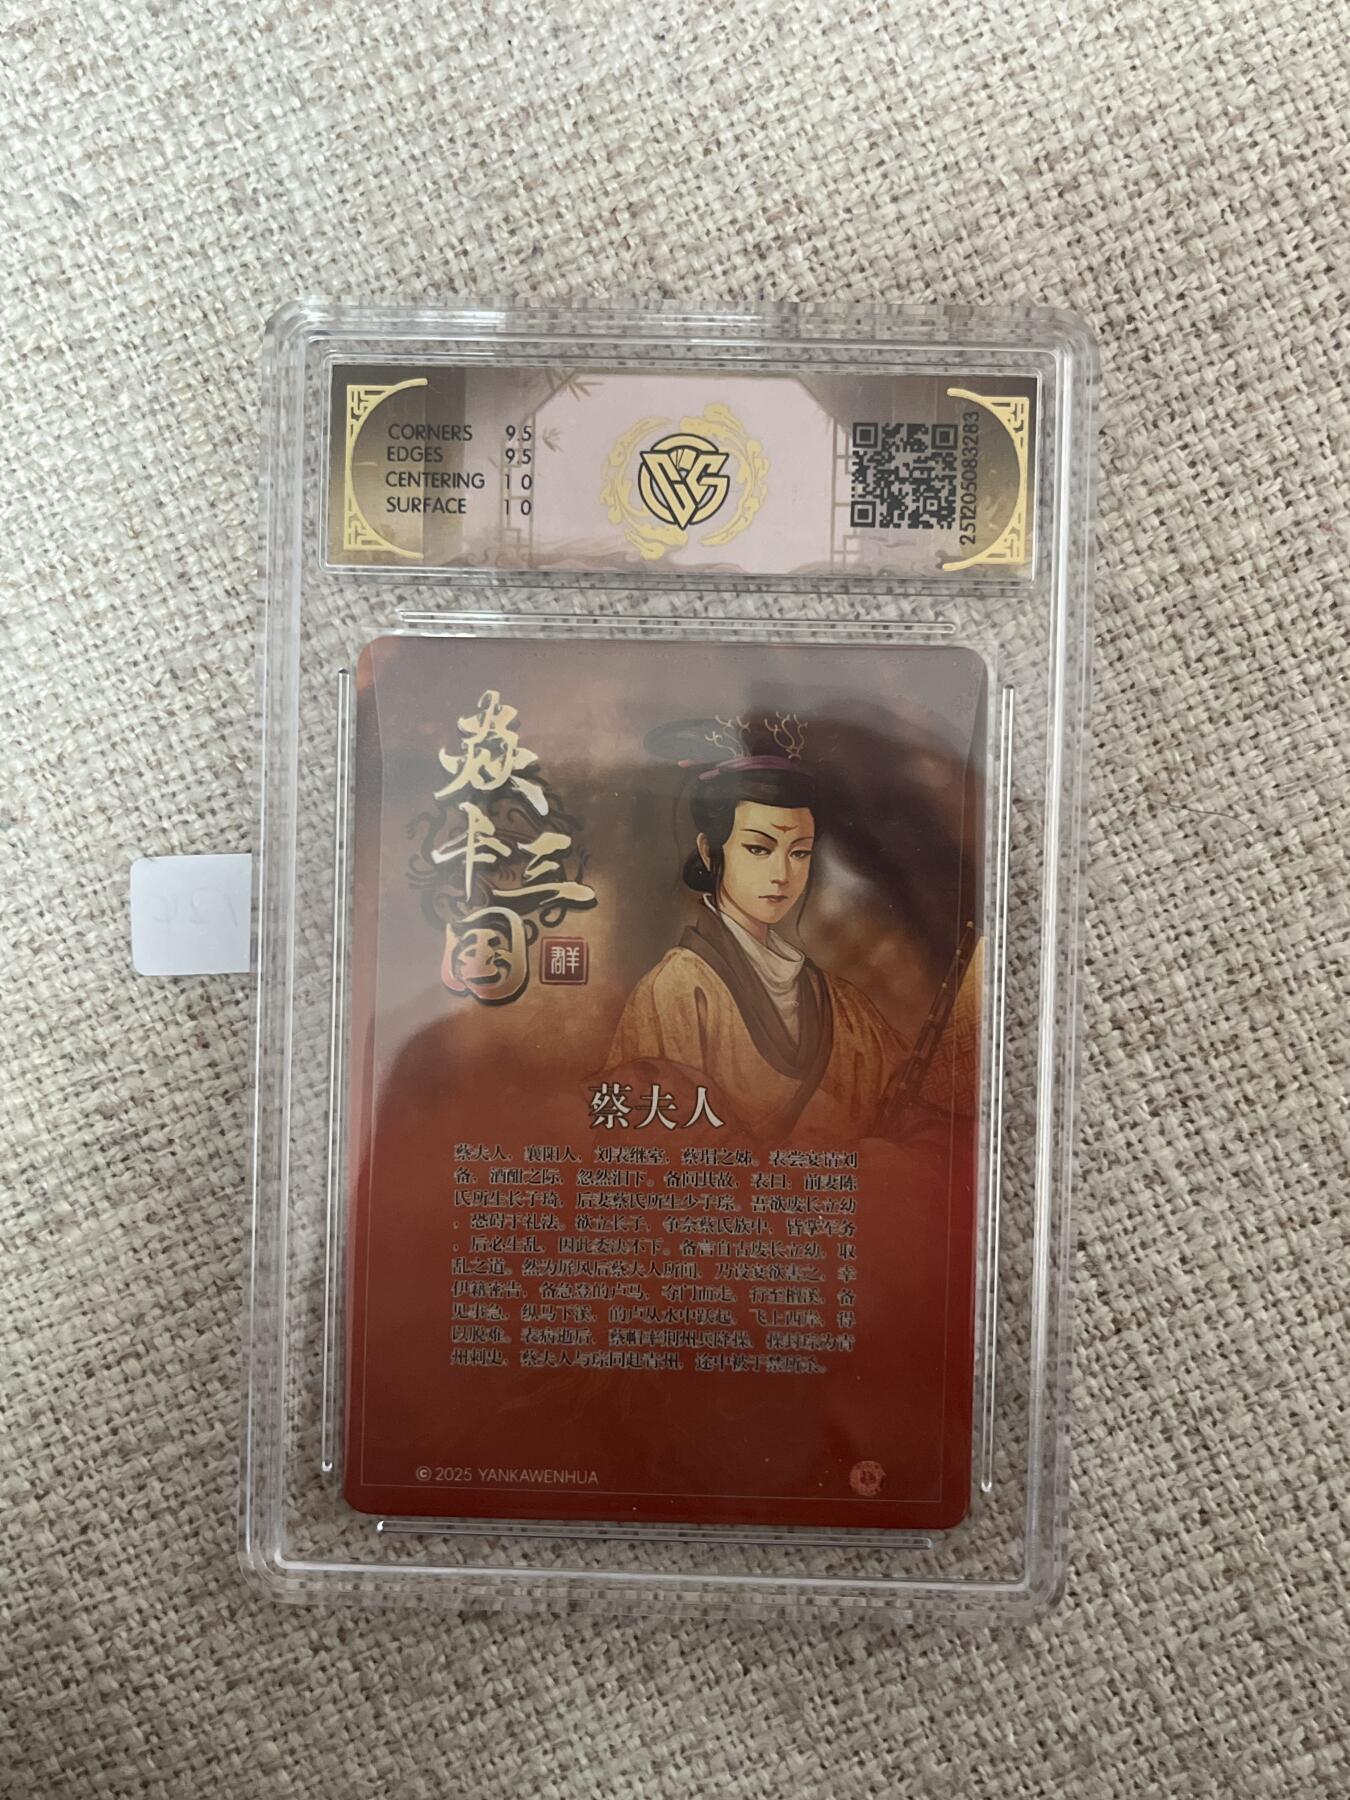 CORNERS 9.5
EDGES 9.5
CENTERING 10
SURFACE 10
CCS
251205083283
焱卡三国
群
蔡夫人
蔡夫人，襄阳人，刘表继室，蔡瑁之姊。表尝宴请刘
备，酒酣之际，忽然泪下。备问其故，表曰：前妻陈
氏所生长子琦，后妻蔡氏所生少子琮。吾欲废长立幼
，恐碍于礼法。欲立长子，争奈蔡氏族中，皆掌军务
，后必生乱，因此委决不下。备言自古废长立幼，取
乱之道。然为屏风后蔡夫人所闻，乃设宴欲害之，幸
伊籍密告，备急登的卢马，夺门而走，行至檀溪，备
见事急，纵马下溪，的卢从水中跃起，飞上西岸，得
以脱难。表病逝后，蔡瑁率荆州氏降操，操封琮为青
州刺史，蔡夫人与琮同赴青州，途中被于禁所杀。
© 2025 YANKAWENHUA